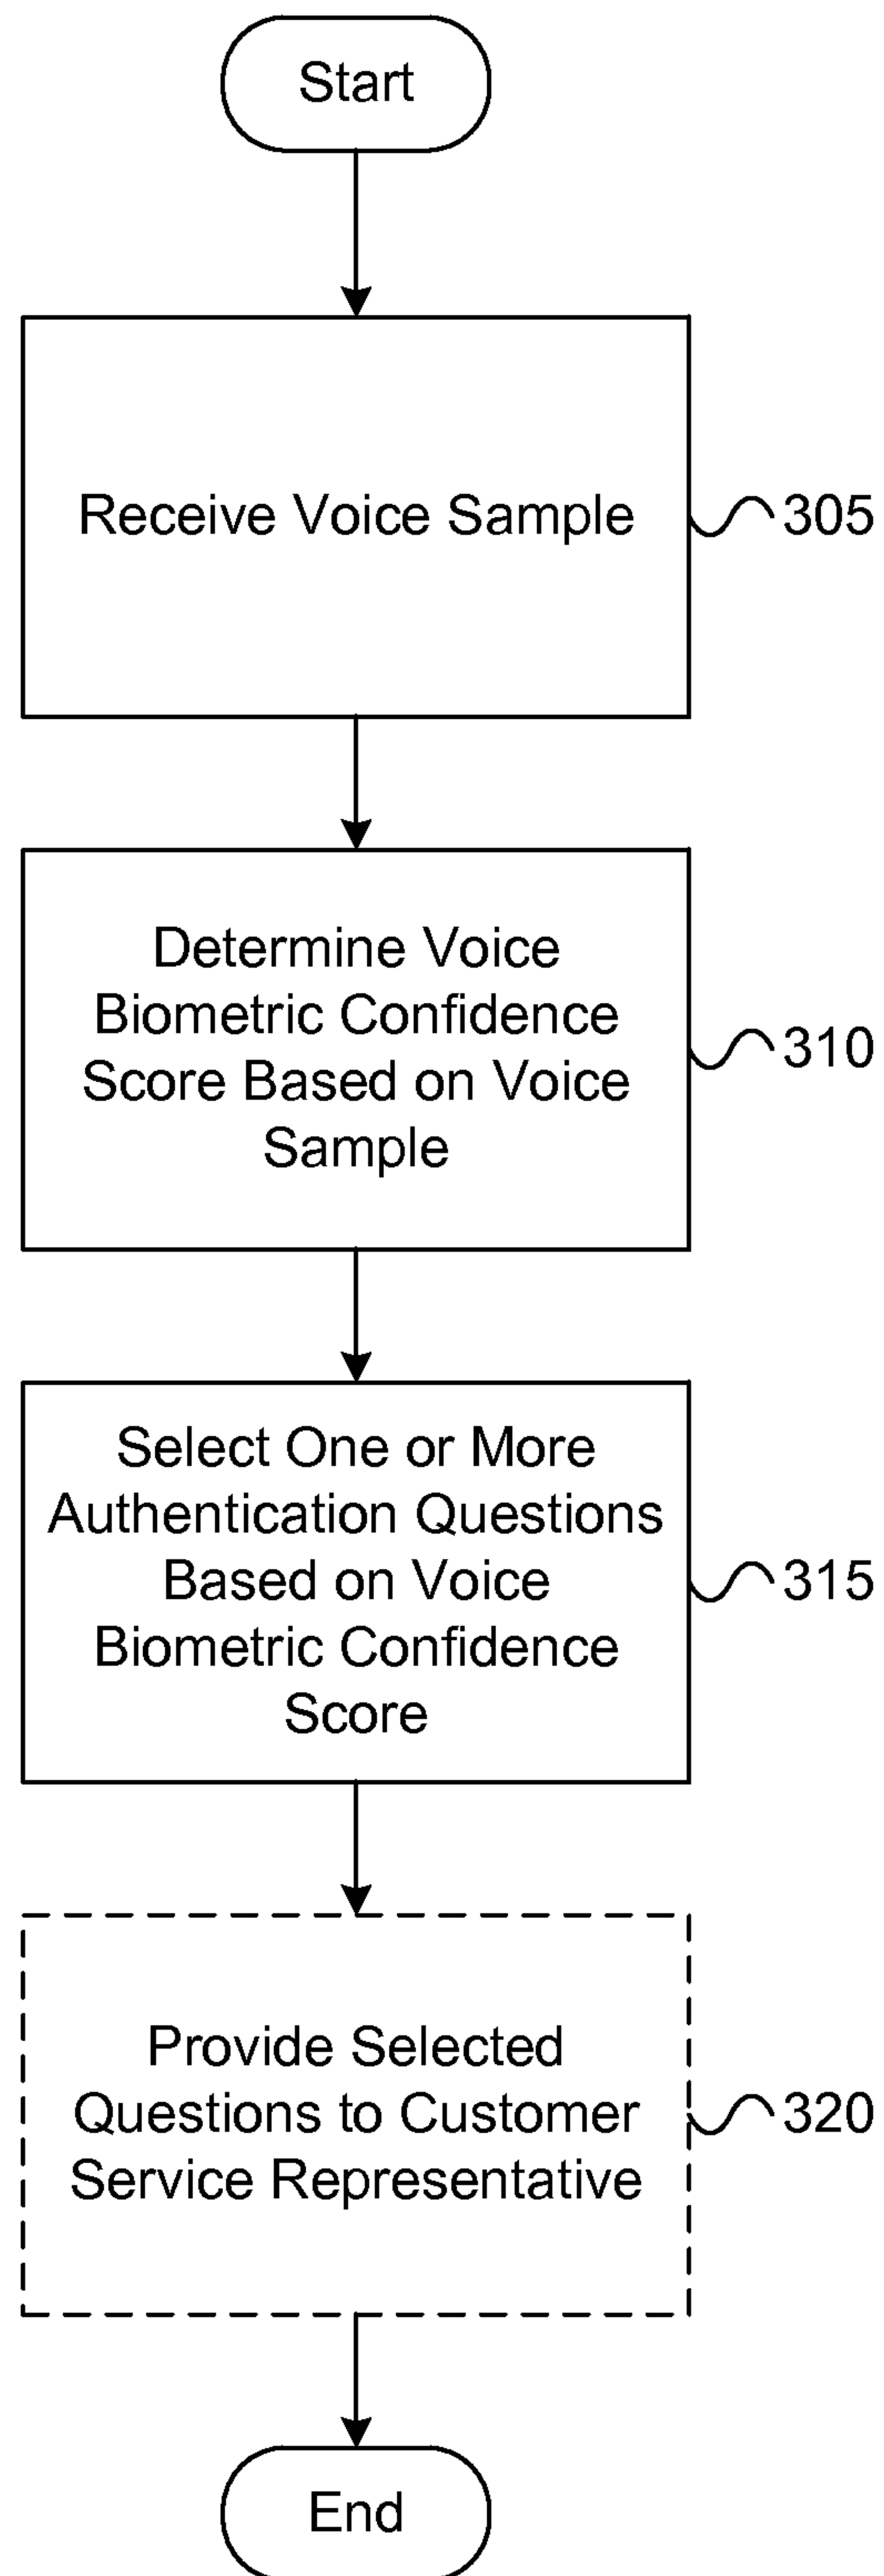 Start
Receive Voice Sample
305
Determine Voice
Biometric Confidence
Score Based on Voice
Sample
310
Select One or More
Authentication Questions
Based on Voice
Biometric Confidence
Score
315
Provide Selected
Questions to Customer
Service Representative
320
End